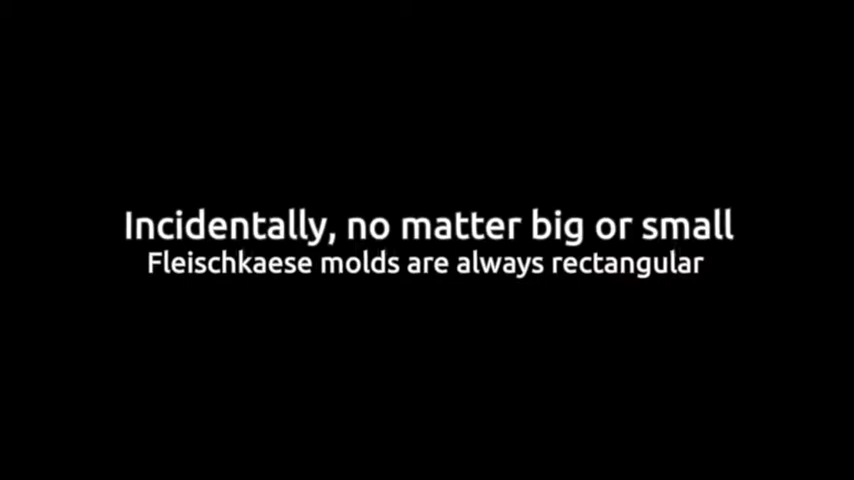 Incidentally, no matter big or small
Fleischkaese molds are always rectangular